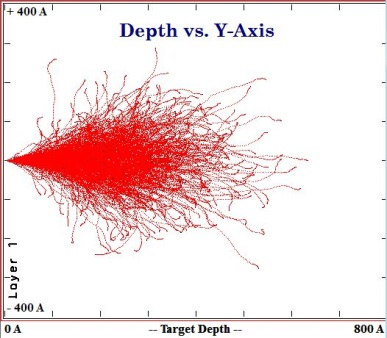 + 400 A
Depth vs. Y-Axis
Layer 1
- 400 A
0 A -- Target Depth -- 800 A